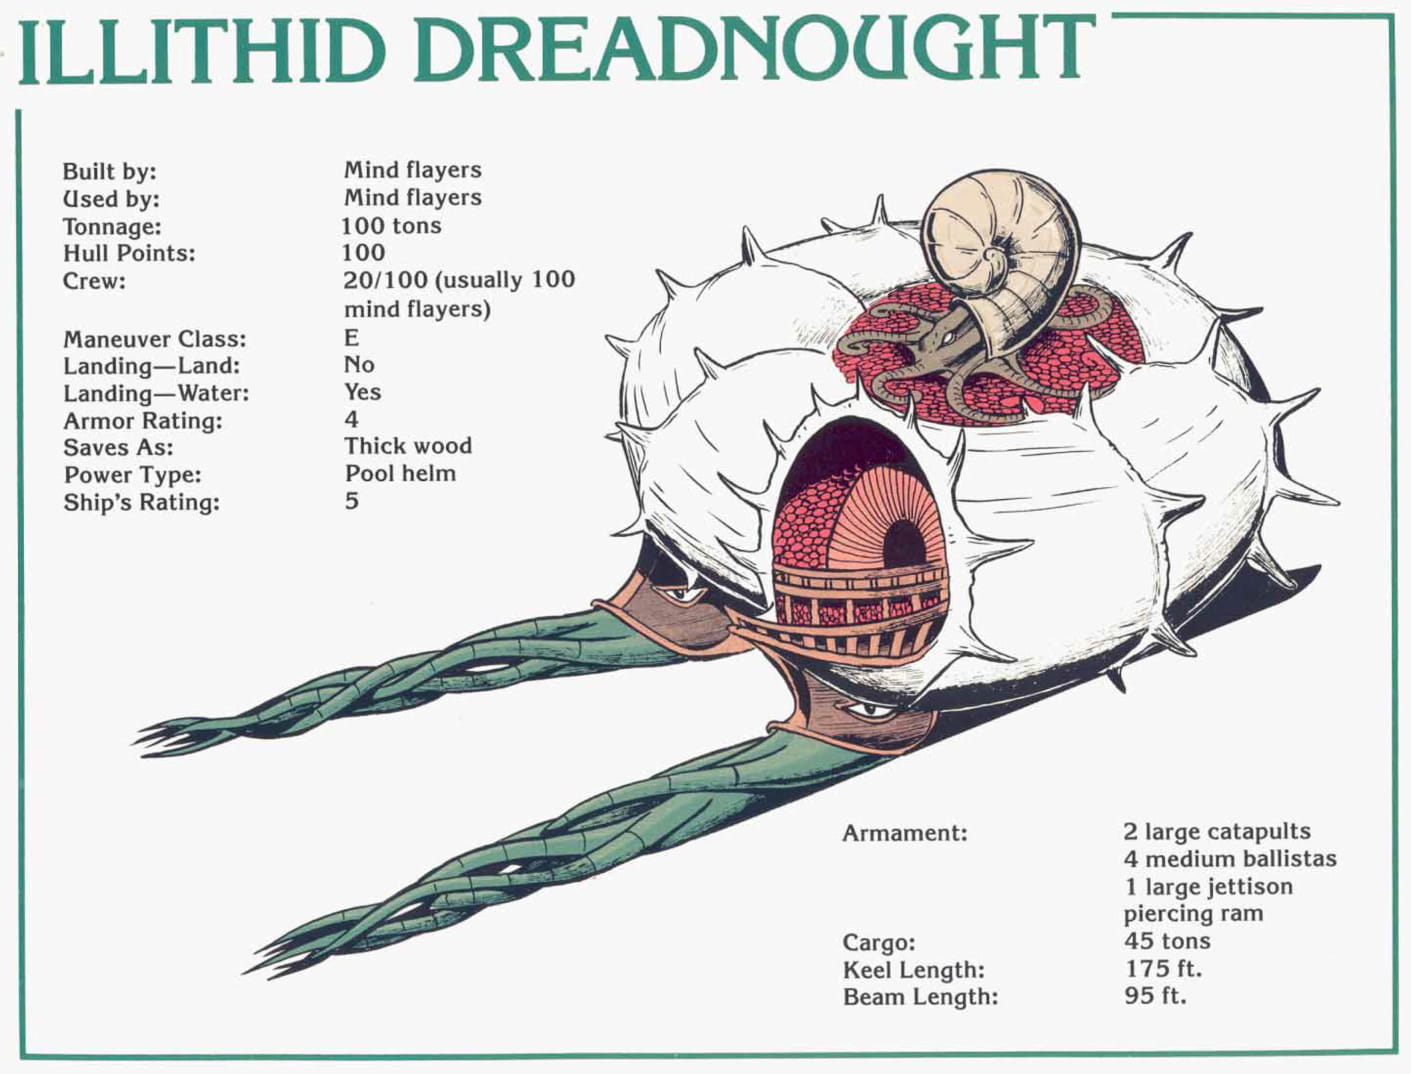 ILLITHID DREADNOUGHT
Built by: Mind flayers
Used by: Mind flayers
Tonnage: 100 tons
Hull Points: 100
Crew: 20/100 (usually 100
mind flayers)
Maneuver Class: E
Landing—Land: No
Landing—Water: Yes
Armor Rating: 4
Saves As: Thick wood
Power Type: Pool helm
Ship's Rating: 5
Armament: 2 large catapults
4 medium ballistas
1 large jettison
piercing ram
Cargo: 45 tons
Keel Length: 175 ft.
Beam Length: 95 ft.